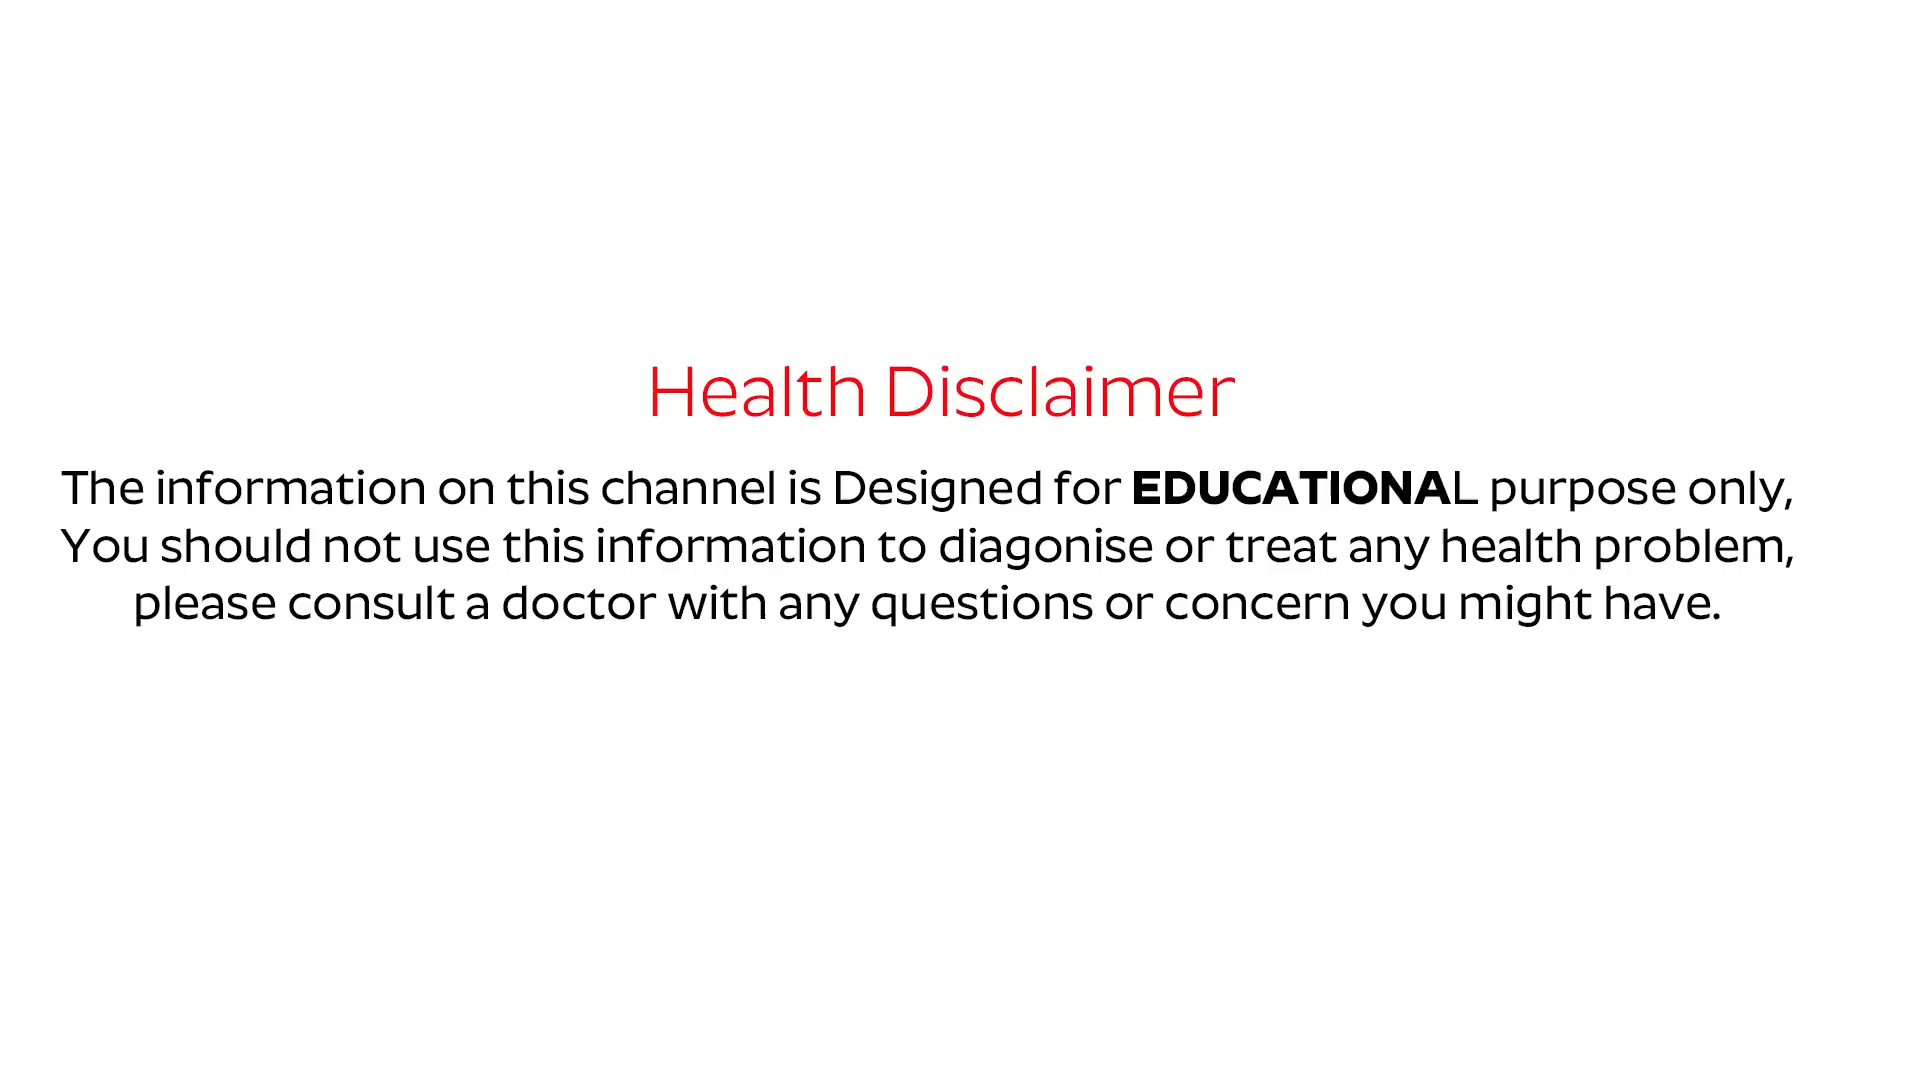 Health Disclaimer
The information on this channel is Designed for EDUCATIONAL purpose only,
You should not use this information to diagonise or treat any health problem,
please consult a doctor with any questions or concern you might have.